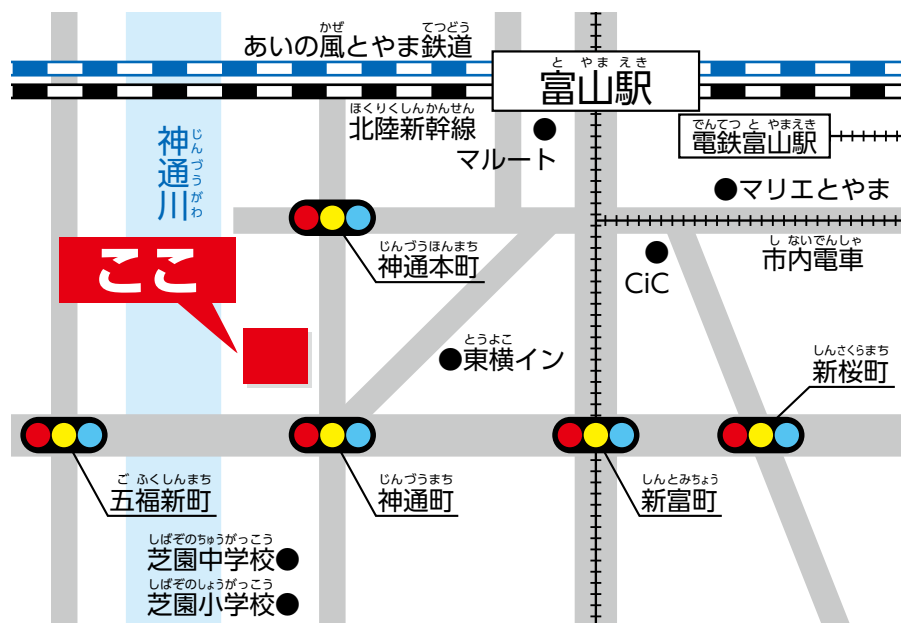 かぜ てつどう
あいの風とやま鉄道
と やま えき
富山駅
ほくりくしんかんせん
北陸新幹線
マルート
でんてつ と やまえき
電鉄富山駅
じんづうがわ
神通川
マリエとやま
じんづうほんまち
神通本町
し ないでんしゃ
市内電車
CiC
ここ
とうよこ
東横イン
しんさくらまち
新桜町
ご ふくしんまち
五福新町
じんづうまち
神通町
しんとみちょう
新富町
しばぞのちゅうがっこう
芝園中学校
しばぞのしょうがっこう
芝園小学校